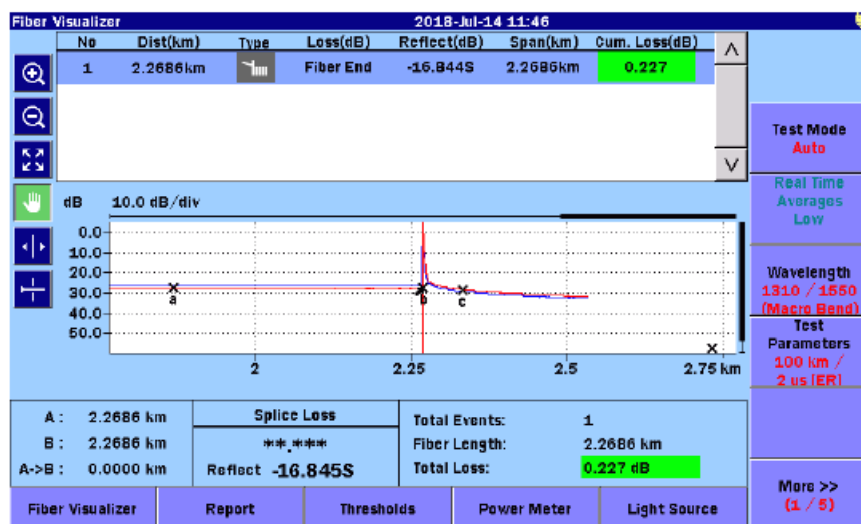 Fiber Visualizer 2018-Jul-14 11:46
No Dist(km) Type Loss(dB) Reflect(dB) Span(km) Cum. Loss(dB)
1 2.2686km Fiber End -16.844S 2.2686km 0.227
Test Mode
Auto
Real Time
Averages
Low
Wavelength
1310 / 1550
(Macro Bend)
Test
Parameters
100 km /
2 us [ER]
dB 10.0 dB/div
0.0
10.0
20.0
30.0
40.0
50.0
a b c
2 2.25 2.5 2.75 km
A: 2.2686 km
B: 2.2686 km
A->B: 0.0000 km
Splice Loss
**.***
Reflect -16.845S
Total Events: 1
Fiber Length: 2.2686 km
Total Loss: 0.227 dB
More >>
(1 / 5)
Fiber Visualizer Report Thresholds Power Meter Light Source